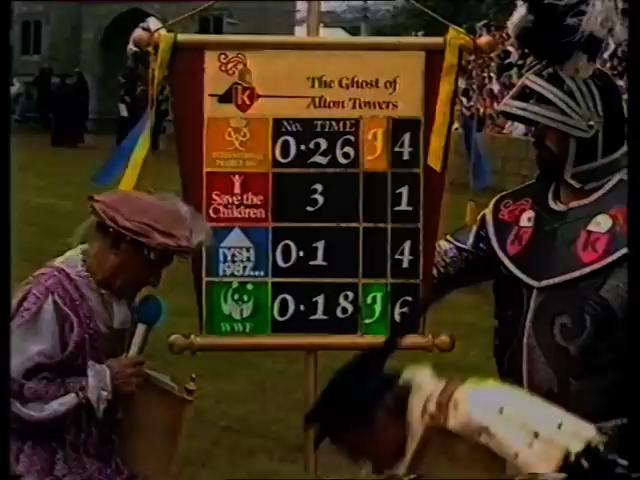 The Ghost of
Alton Towers
K
No. TIME
0·26 J 4
Save the
Children
3 1
IYSH
1987...
0·1 4
WWF
0·18 J 6
K K